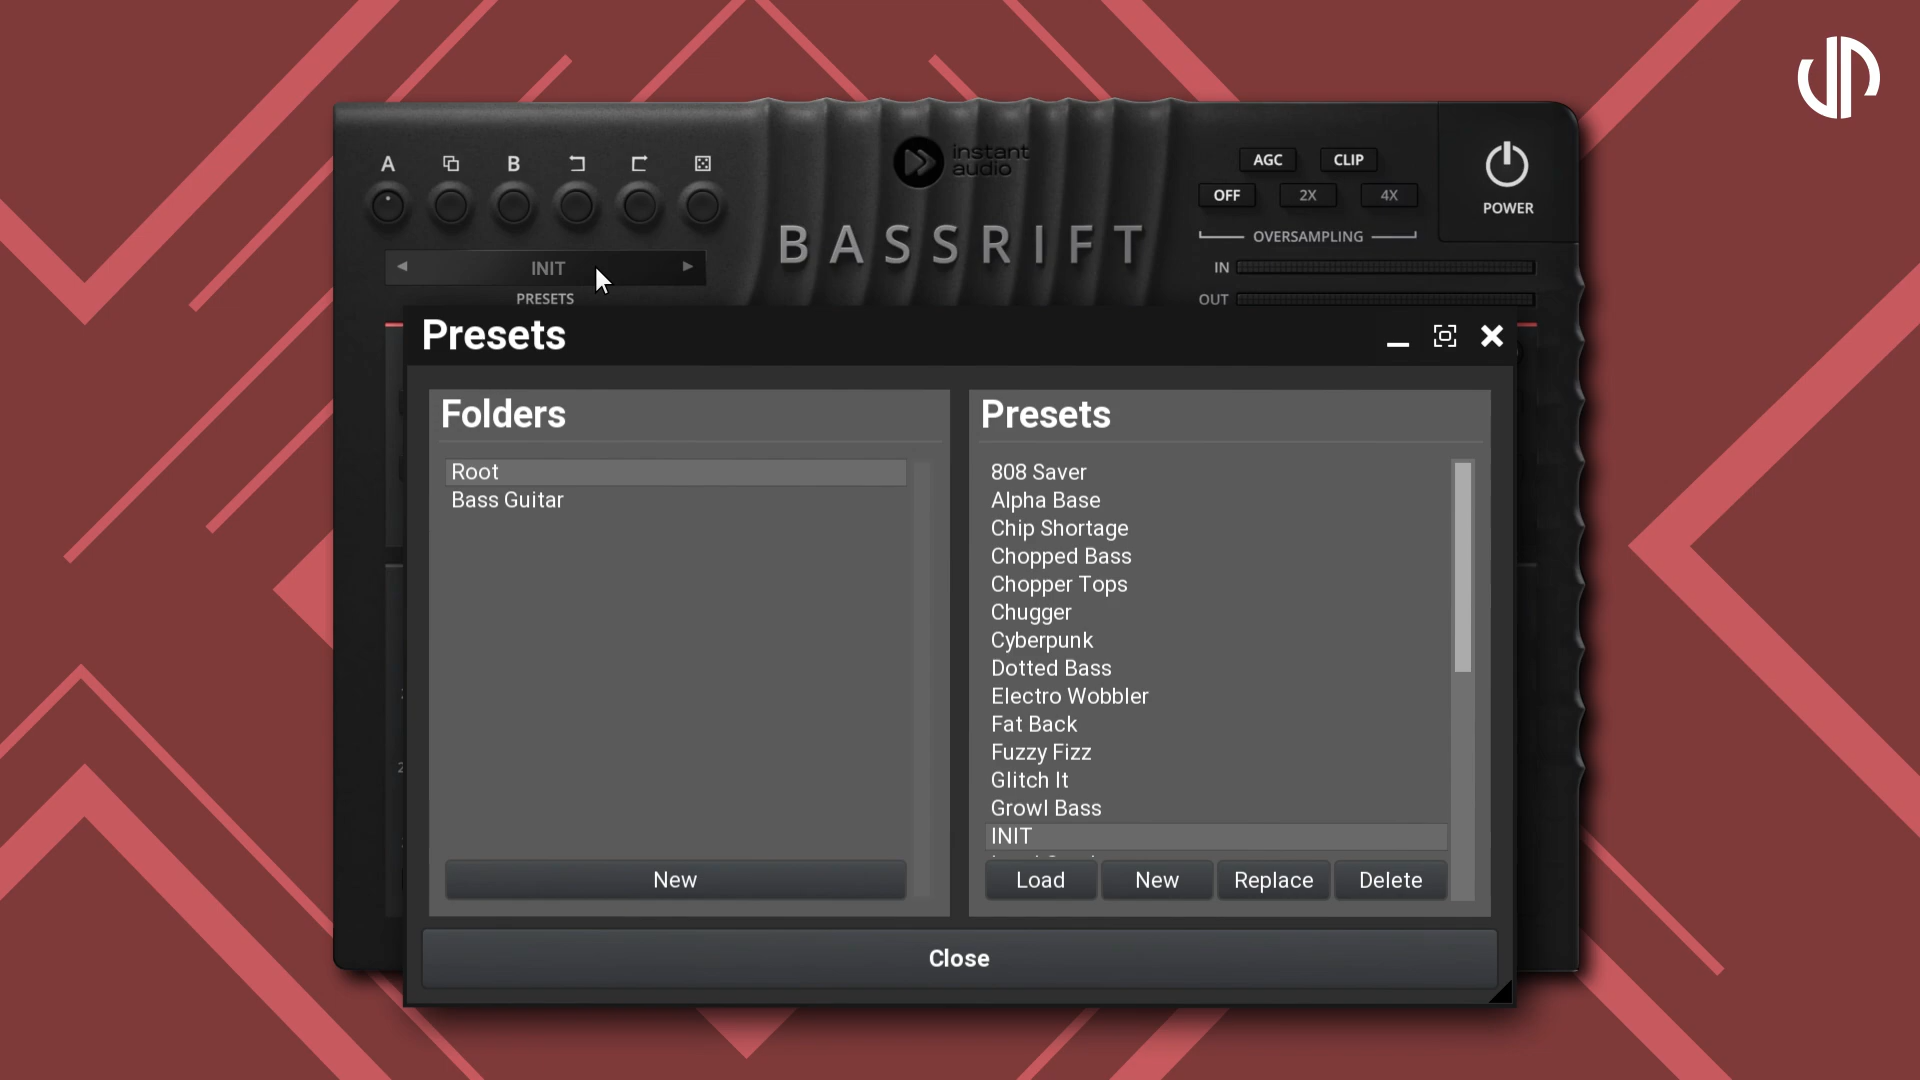 A B
instant
audio
AGC CLIP
OFF 2X 4X
POWER
OVERSAMPLING
BASSRIFT
INIT
IN
PRESETS
OUT
Presets
Folders
Root
Bass Guitar
New
Presets
808 Saver
Alpha Base
Chip Shortage
Chopped Bass
Chopper Tops
Chugger
Cyberpunk
Dotted Bass
Electro Wobbler
Fat Back
Fuzzy Fizz
Glitch It
Growl Bass
INIT
Load New Replace Delete
Close